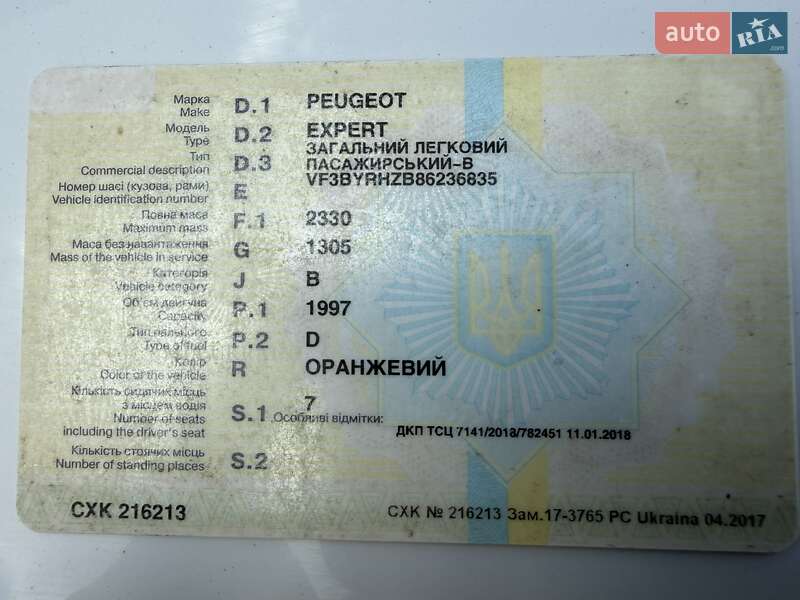 auto RIA.com
Марка
Make D.1 PEUGEOT
Модель
Type D.2 EXPERT
Тип
Commercial description D.3 ЗАГАЛЬНИЙ ЛЕГКОВИЙ
ПАСАЖИРСЬКИЙ-В
Номер шасі (кузова, рами)
Vehicle identification number E VF3BYRHZB86236835
Повна маса
Maximum mass F.1 2330
Маса без навантаження
Mass of the vehicle in service G 1305
Категорія
Vehicle category J B
Об'єм двигуна
Capacity P.1 1997
Тип пального
Type of fuel P.2 D
Колір
Color of the vehicle R ОРАНЖЕВИЙ
Кількість сидячих місць
з місцем водія
Number of seats
including the driver's seat S.1 7
Особливі відмітки:
ДКП ТСЦ 7141/2018/782451 11.01.2018
Кількість стоячих місць
Number of standing places S.2
СХК 216213
СХК № 216213 Зам.17-3765 РС Ukraina 04.2017